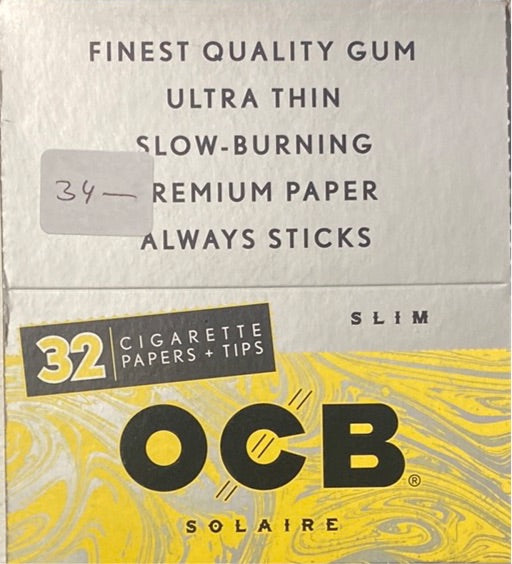 FINEST QUALITY GUM
ULTRA THIN
SLOW-BURNING
34— REMIUM PAPER
ALWAYS STICKS
SLIM
32 CIGARETTE
PAPERS + TIPS
OCB®
SOLAIRE